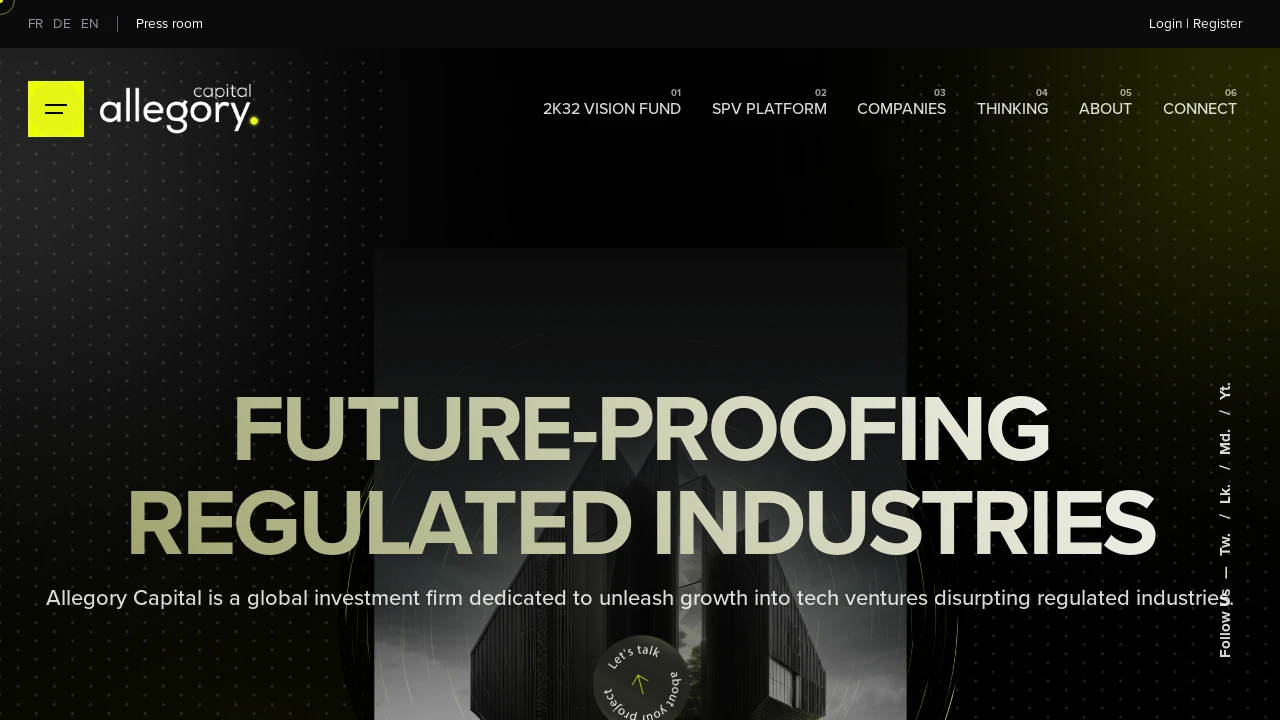 FR DE EN Press room Login | Register
allegory. capital
01 02 03 04 05 06
2K32 VISION FUND SPV PLATFORM COMPANIES THINKING ABOUT CONNECT
FUTURE-PROOFING
REGULATED INDUSTRIES
Allegory Capital is a global investment firm dedicated to unleash growth into tech ventures disurpting regulated industries.
Follow Us — Tw. / Lk. / Md. / Yt.
Let's talk about your project